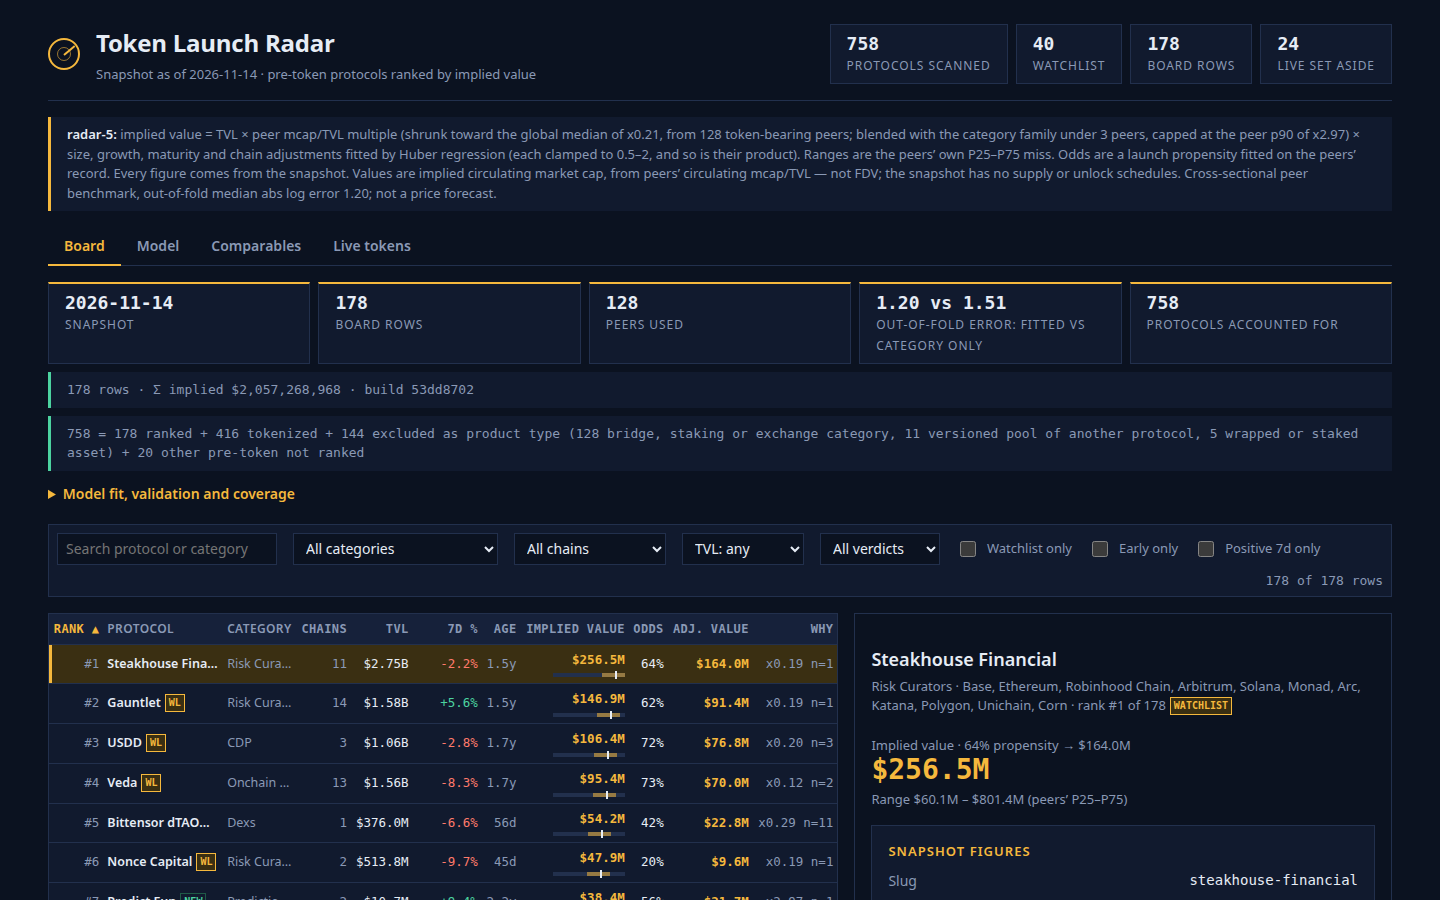 Token Launch Radar
Snapshot as of 2026-11-14 · pre-token protocols ranked by implied value
758
PROTOCOLS SCANNED
40
WATCHLIST
178
BOARD ROWS
24
LIVE SET ASIDE
radar-5: implied value = TVL × peer mcap/TVL multiple (shrunk toward the global median of x0.21, from 128 token-bearing peers; blended with the category family under 3 peers, capped at the peer p90 of x2.97) ×
size, growth, maturity and chain adjustments fitted by Huber regression (each clamped to 0.5–2, and so is their product). Ranges are the peers’ own P25–P75 miss. Odds are a launch propensity fitted on the peers’
record. Every figure comes from the snapshot. Values are implied circulating market cap, from peers’ circulating mcap/TVL — not FDV; the snapshot has no supply or unlock schedules. Cross-sectional peer
benchmark, out-of-fold median abs log error 1.20; not a price forecast.
Board Model Comparables Live tokens
2026-11-14
SNAPSHOT
178
BOARD ROWS
128
PEERS USED
1.20 vs 1.51
OUT-OF-FOLD ERROR: FITTED VS
CATEGORY ONLY
758
PROTOCOLS ACCOUNTED FOR
178 rows · Σ implied $2,057,268,968 · build 53dd8702
758 = 178 ranked + 416 tokenized + 144 excluded as product type (128 bridge, staking or exchange category, 11 versioned pool of another protocol, 5 wrapped or staked
asset) + 20 other pre-token not ranked
▶ Model fit, validation and coverage
Search protocol or category All categories All chains TVL: any All verdicts Watchlist only Early only Positive 7d only
178 of 178 rows
RANK ▲ PROTOCOL CATEGORY CHAINS TVL 7D % AGE IMPLIED VALUE ODDS ADJ. VALUE WHY
#1 Steakhouse Fina... Risk Cura... 11 $2.75B -2.2% 1.5y $256.5M 64% $164.0M x0.19 n=1
#2 Gauntlet WL Risk Cura... 14 $1.58B +5.6% 1.5y $146.9M 62% $91.4M x0.19 n=1
#3 USDD WL CDP 3 $1.06B -2.8% 1.7y $106.4M 72% $76.8M x0.20 n=3
#4 Veda WL Onchain ... 13 $1.56B -8.3% 1.7y $95.4M 73% $70.0M x0.12 n=2
#5 Bittensor dTAO... Dexs 1 $376.0M -6.6% 56d $54.2M 42% $22.8M x0.29 n=11
#6 Nonce Capital WL Risk Cura... 2 $513.8M -9.7% 45d $47.9M 20% $9.6M x0.19 n=1
$38.4M
Steakhouse Financial
Risk Curators · Base, Ethereum, Robinhood Chain, Arbitrum, Solana, Monad, Arc,
Katana, Polygon, Unichain, Corn · rank #1 of 178 WATCHLIST
Implied value · 64% propensity → $164.0M
$256.5M
Range $60.1M – $801.4M (peers’ P25–P75)
SNAPSHOT FIGURES
Slug steakhouse-financial